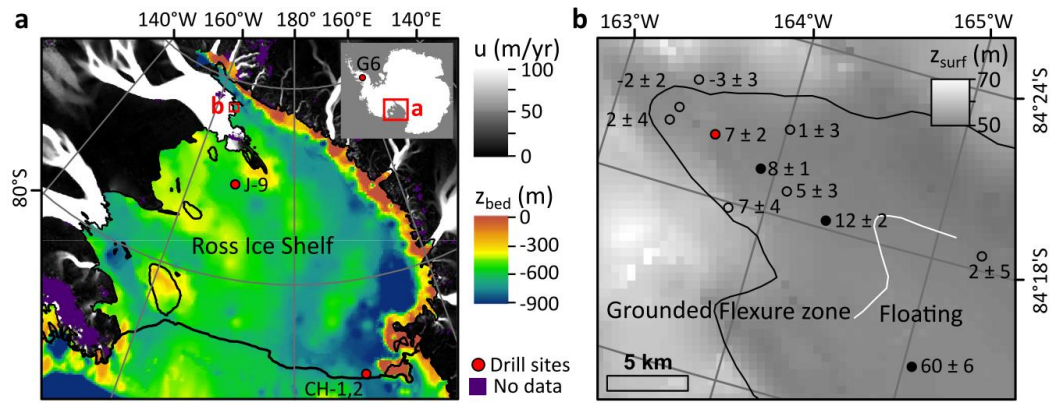 a
140°W 160°W 180° 160°E 140°E
G6
a
b
80°S
J-9
Ross Ice Shelf
CH-1,2
u (m/yr)
100
50
0
z_bed (m)
0
-300
-600
-900
Drill sites
No data
b
163°W 164°W 165°W
z_surf (m)
70
50
84°24'S
84°18'S
-2 ± 2
-3 ± 3
2 ± 4
7 ± 2
1 ± 3
8 ± 1
5 ± 3
7 ± 4
12 ± 2
2 ± 5
Grounded Flexure zone Floating
5 km
60 ± 6